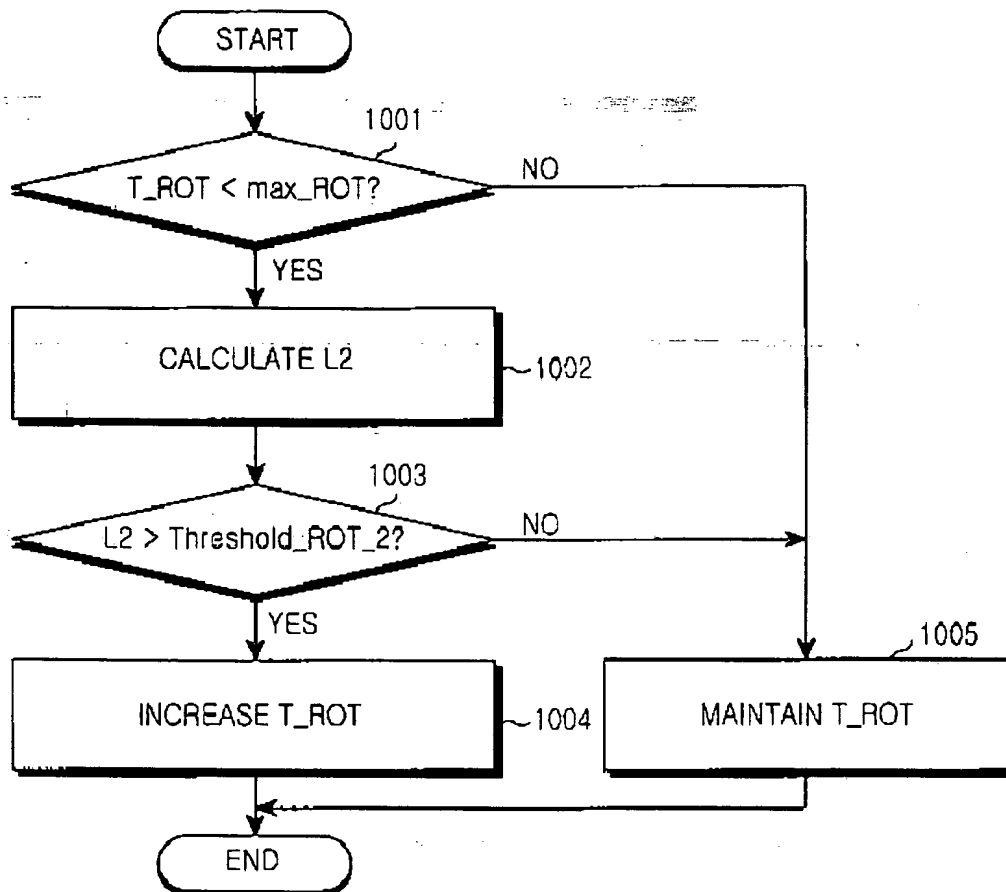 START
1001
T_ROT < max_ROT?
NO
YES
CALCULATE L2
1002
1003
L2 > Threshold_ROT_2?
NO
YES
1005
INCREASE T_ROT
1004
MAINTAIN T_ROT
END